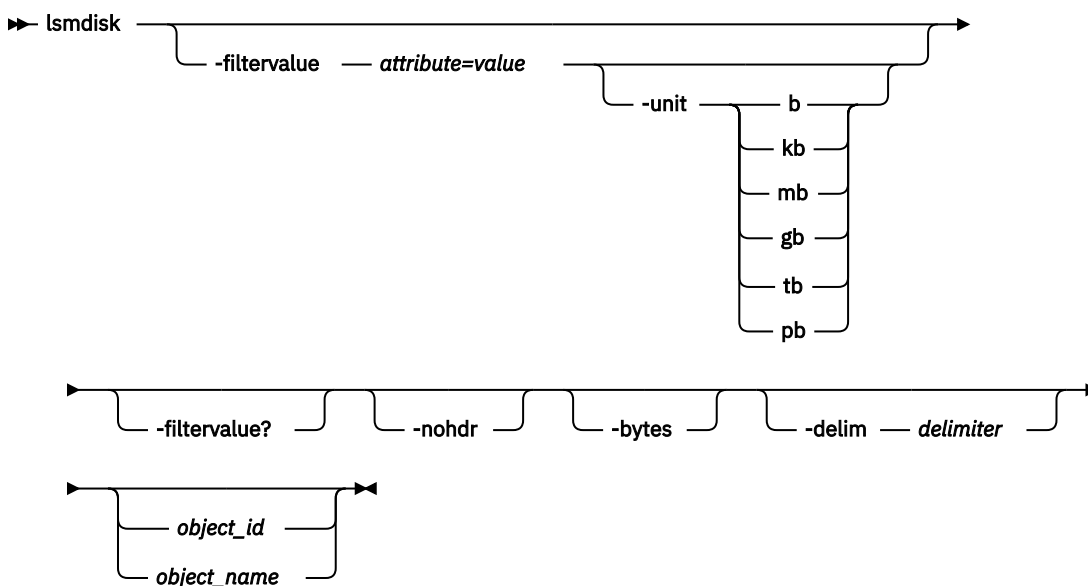 lsmdisk
-filtervalue attribute=value
-unit b
kb
mb
gb
tb
pb
-filtervalue? -nohdr -bytes -delim delimiter
object_id
object_name